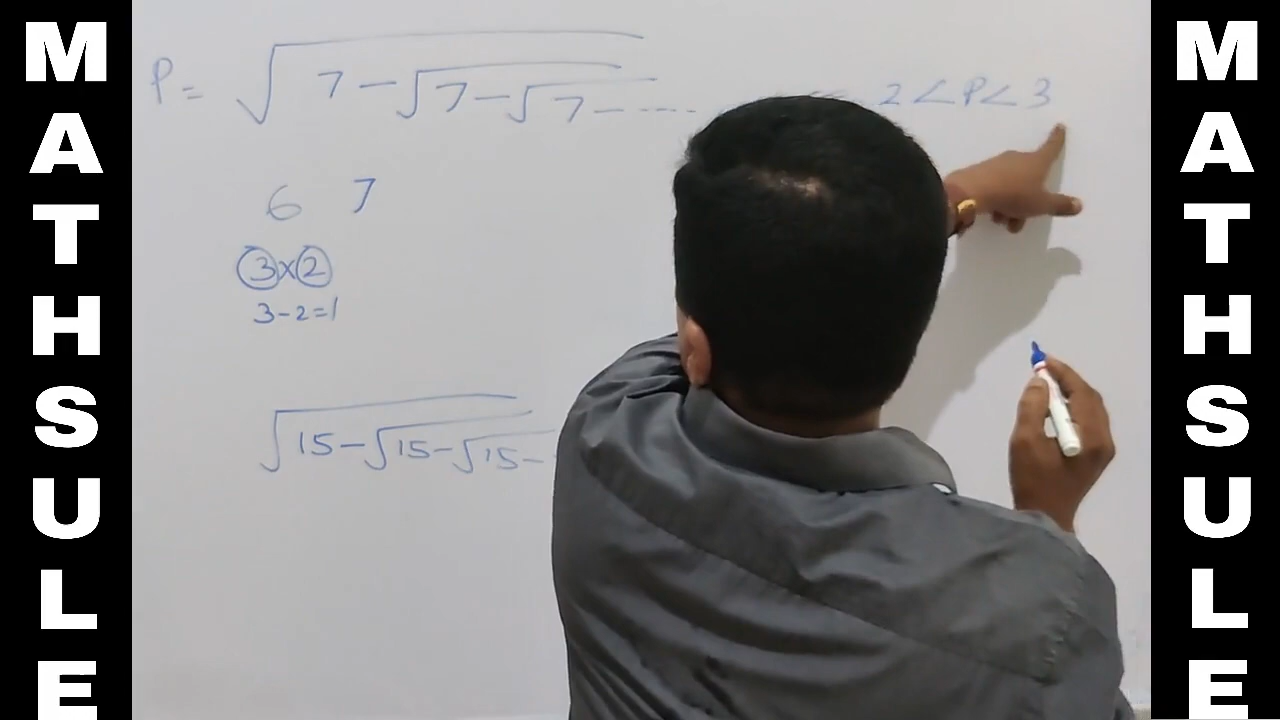 MATHSULE
P = √7 - √7 - √7 - ---- 2 < P < 3
6 7
3 x 2
3 - 2 = 1
√15 - √15 - √15 -
MATHSULE